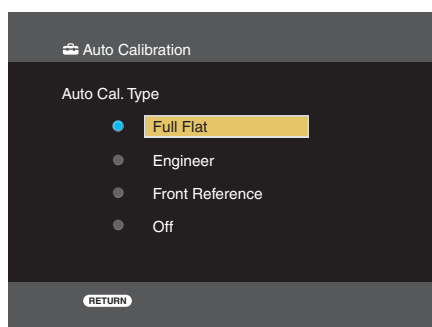 Auto Calibration
Auto Cal. Type
Full Flat
Engineer
Front Reference
Off
RETURN